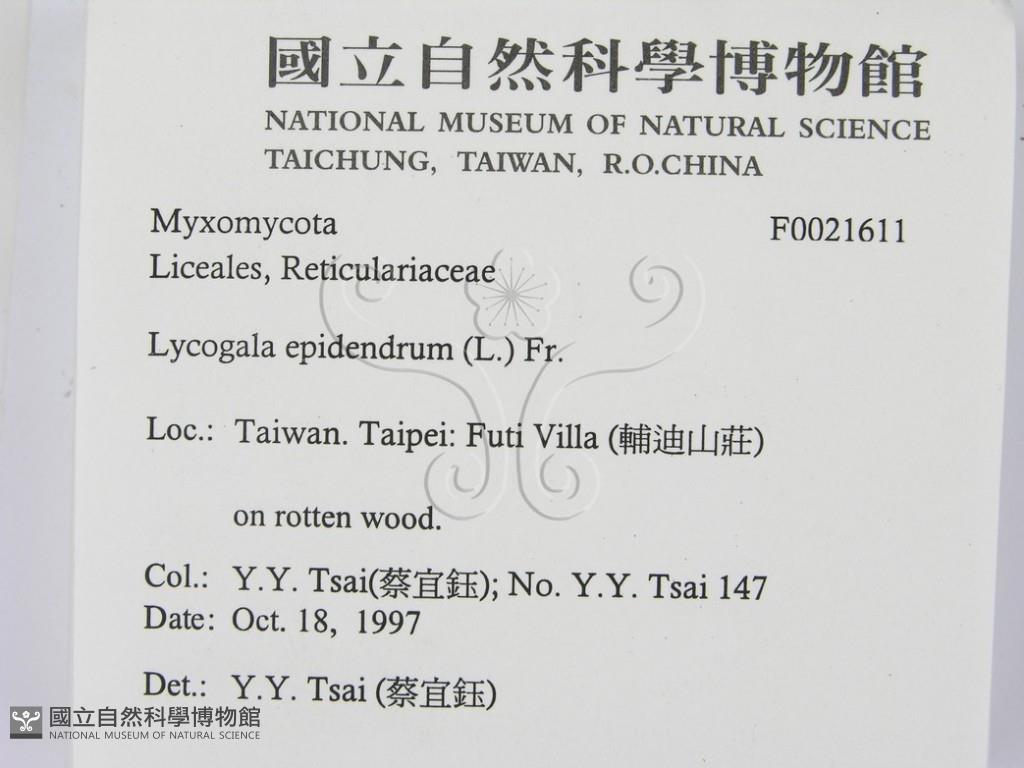 國立自然科學博物館
NATIONAL MUSEUM OF NATURAL SCIENCE
TAICHUNG, TAIWAN, R.O.CHINA
Myxomycota F0021611
Liceales, Reticulariaceae
Lycogala epidendrum (L.) Fr.
Loc.: Taiwan. Taipei: Futi Villa (輔迪山莊)
on rotten wood.
Col.: Y.Y. Tsai(蔡宜鈺); No. Y.Y. Tsai 147
Date: Oct. 18, 1997
Det.: Y.Y. Tsai (蔡宜鈺)
國立自然科學博物館
NATIONAL MUSEUM OF NATURAL SCIENCE